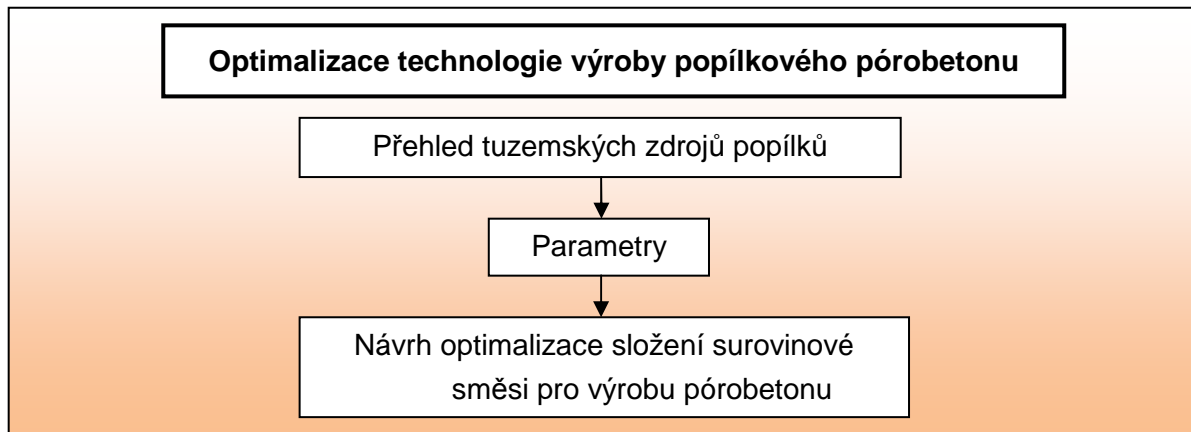 Optimalizace technologie výroby popílkového pórobetonu
Přehled tuzemských zdrojů popílků
Parametry
Návrh optimalizace složení surovinové
směsi pro výrobu pórobetonu